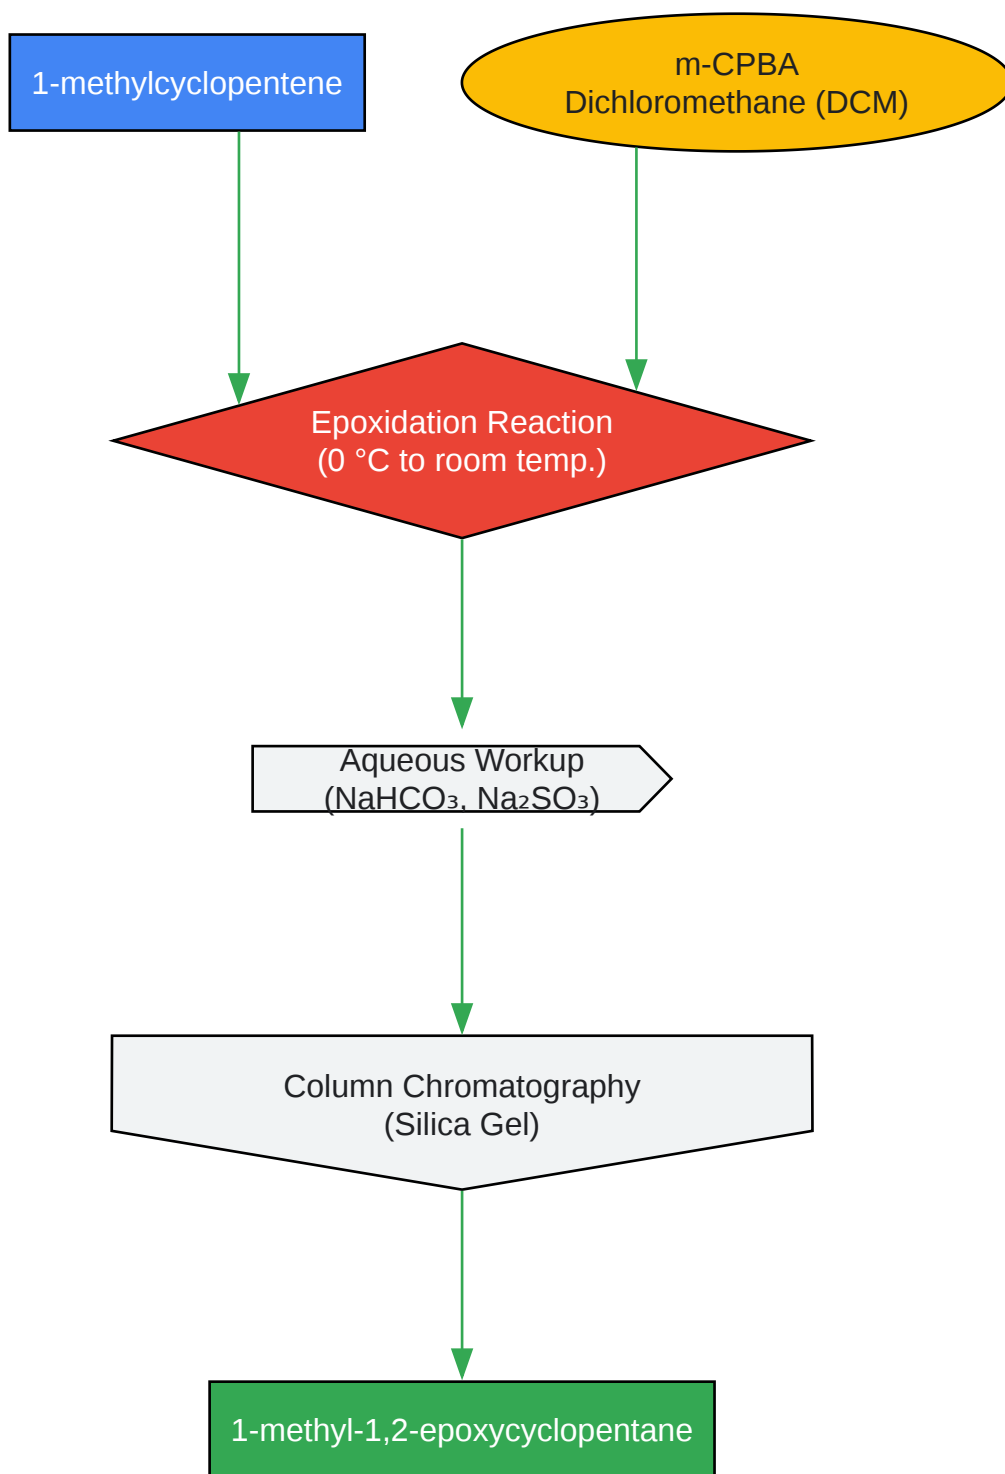 1-methylcyclopentene
m-CPBA
Dichloromethane (DCM)
Epoxidation Reaction
(0 °C to room temp.)
Aqueous Workup
(NaHCO₃, Na₂SO₃)
Column Chromatography
(Silica Gel)
1-methyl-1,2-epoxycyclopentane